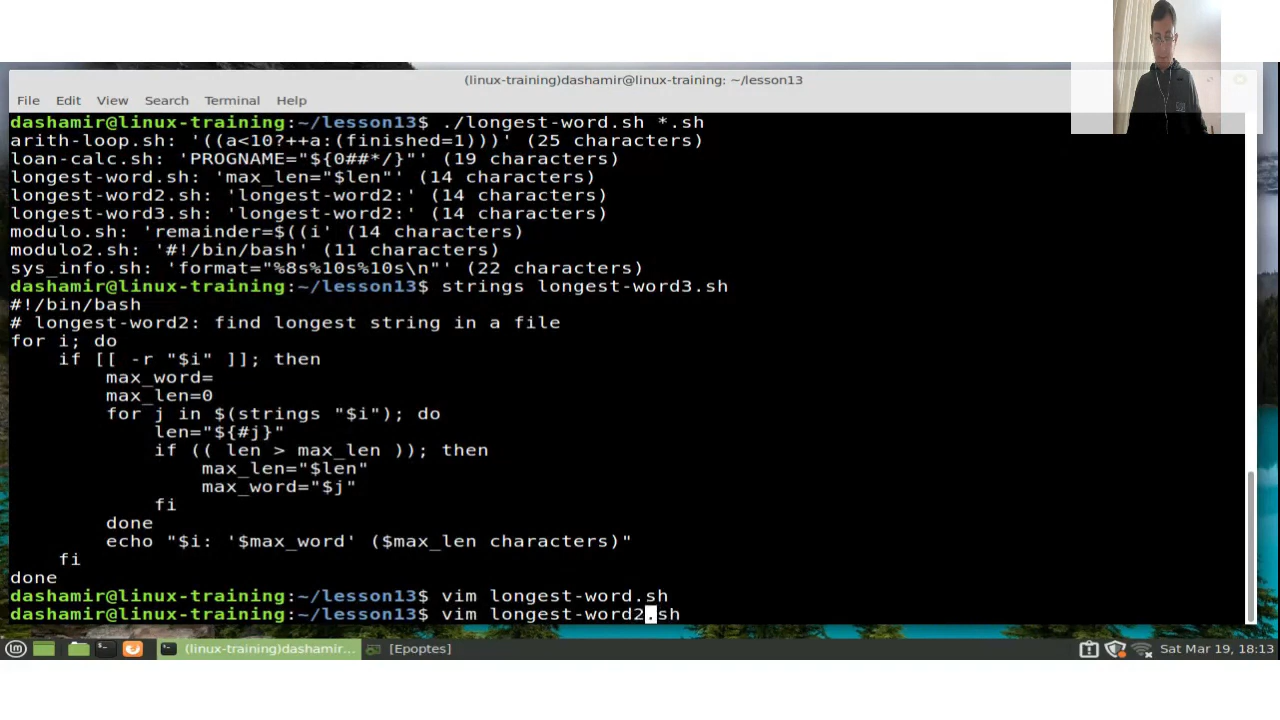 (linux-training)dashamir@linux-training: ~/lesson13
File Edit View Search Terminal Help
dashamir@linux-training:~/lesson13$ ./longest-word.sh *.sh
arith-loop.sh: '((a<10?++a:(finished=1)))' (25 characters)
loan-calc.sh: 'PROGNAME="${0##*/}"' (19 characters)
longest-word.sh: 'max_len="$len"' (14 characters)
longest-word2.sh: 'longest-word2:' (14 characters)
longest-word3.sh: 'longest-word2:' (14 characters)
modulo.sh: 'remainder=$((i' (14 characters)
modulo2.sh: '#!/bin/bash' (11 characters)
sys_info.sh: 'format="%8s%10s%10s\n"' (22 characters)
dashamir@linux-training:~/lesson13$ strings longest-word3.sh
#!/bin/bash
# longest-word2: find longest string in a file
for i; do
    if [[ -r "$i" ]]; then
        max_word=
        max_len=0
        for j in $(strings "$i"); do
            len="${#j}"
            if (( len > max_len )); then
                max_len="$len"
                max_word="$j"
            fi
        done
        echo "$i: '$max_word' ($max_len characters)"
    fi
done
dashamir@linux-training:~/lesson13$ vim longest-word.sh
dashamir@linux-training:~/lesson13$ vim longest-word2.sh
(linux-training)dashamir... [Epoptes] Sat Mar 19, 18:13